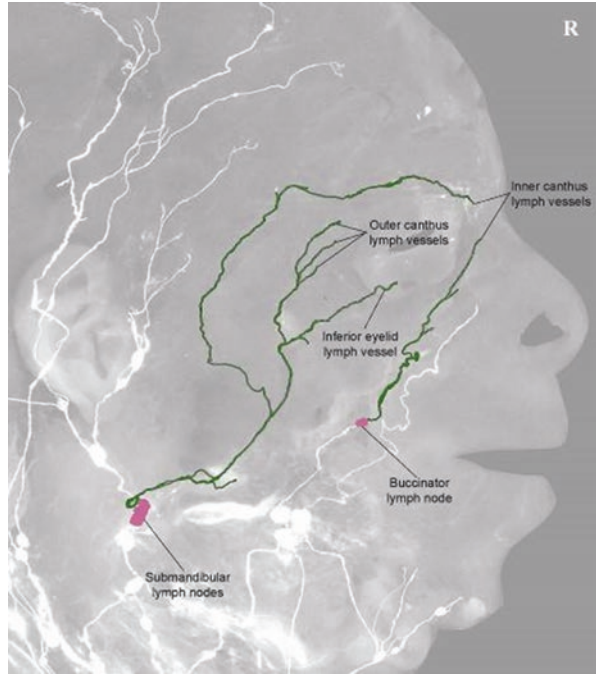 R
Inner canthus
lymph vessels
Outer canthus
lymph vessels
Inferior eyelid
lymph vessel
Buccinator
lymph node
Submandibular
lymph nodes